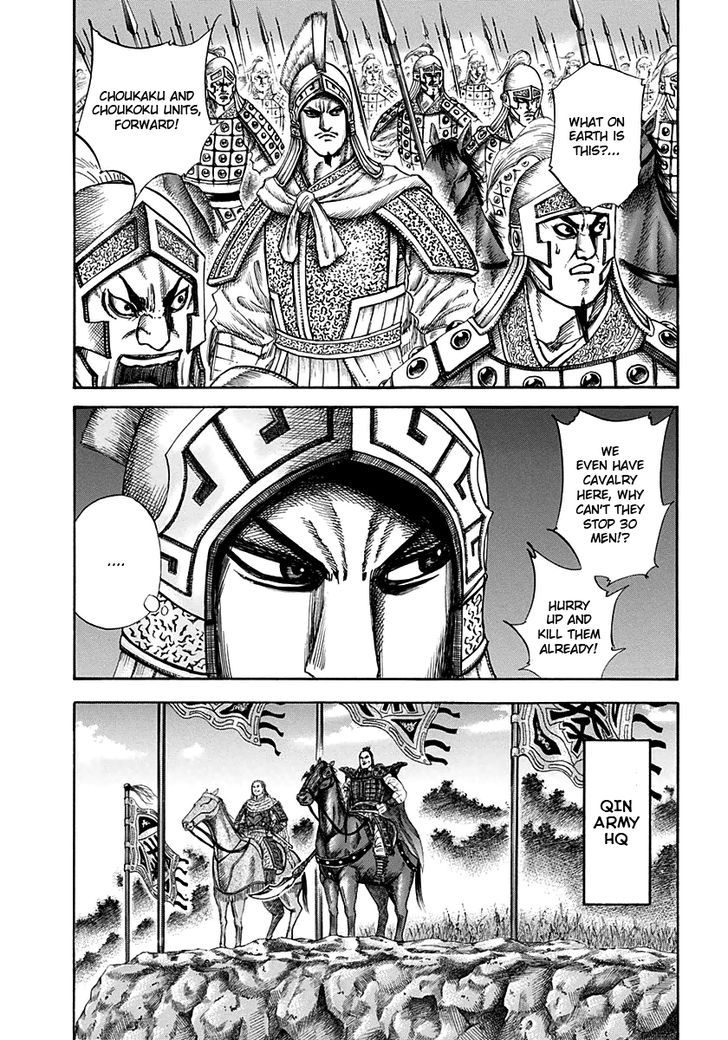 WHAT ON
EARTH IS
THIS?...
CHOUKAKU AND
CHOUKOKU UNITS,
FORWARD!
WE
EVEN HAVE
CAVALRY
HERE, WHY
CAN'T THEY
STOP 30
MEN!?
HURRY
UP AND
KILL THEM
ALREADY!
....
QIN
ARMY
HQ